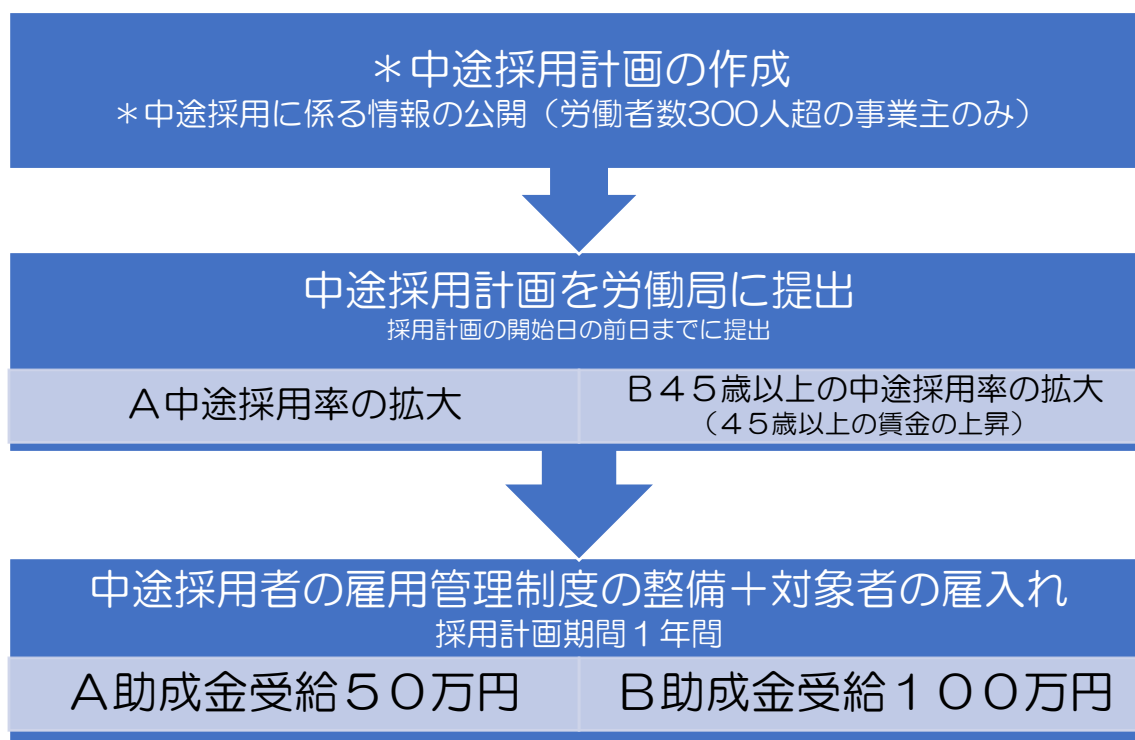 ＊中途採用計画の作成
＊中途採用に係る情報の公開（労働者数300人超の事業主のみ）
中途採用計画を労働局に提出
採用計画の開始日の前日までに提出
A中途採用率の拡大
B４５歳以上の中途採用率の拡大
（４５歳以上の賃金の上昇）
中途採用者の雇用管理制度の整備＋対象者の雇入れ
採用計画期間１年間
A助成金受給５０万円
B助成金受給１００万円